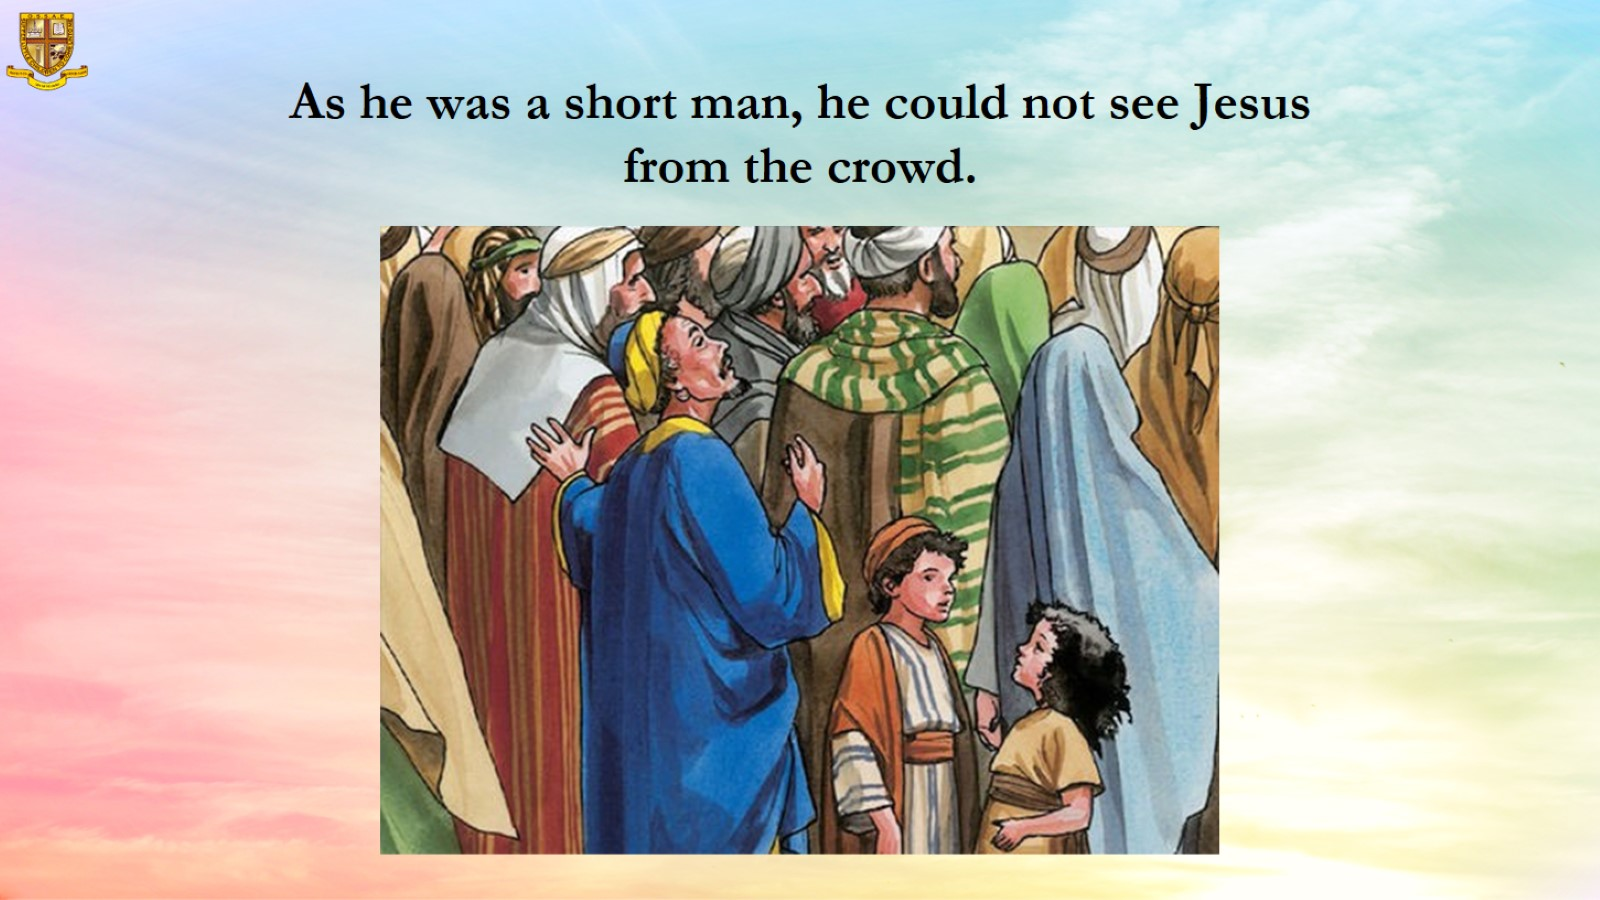 O.S.S.A.E.
As he was a short man, he could not see Jesus
from the crowd.